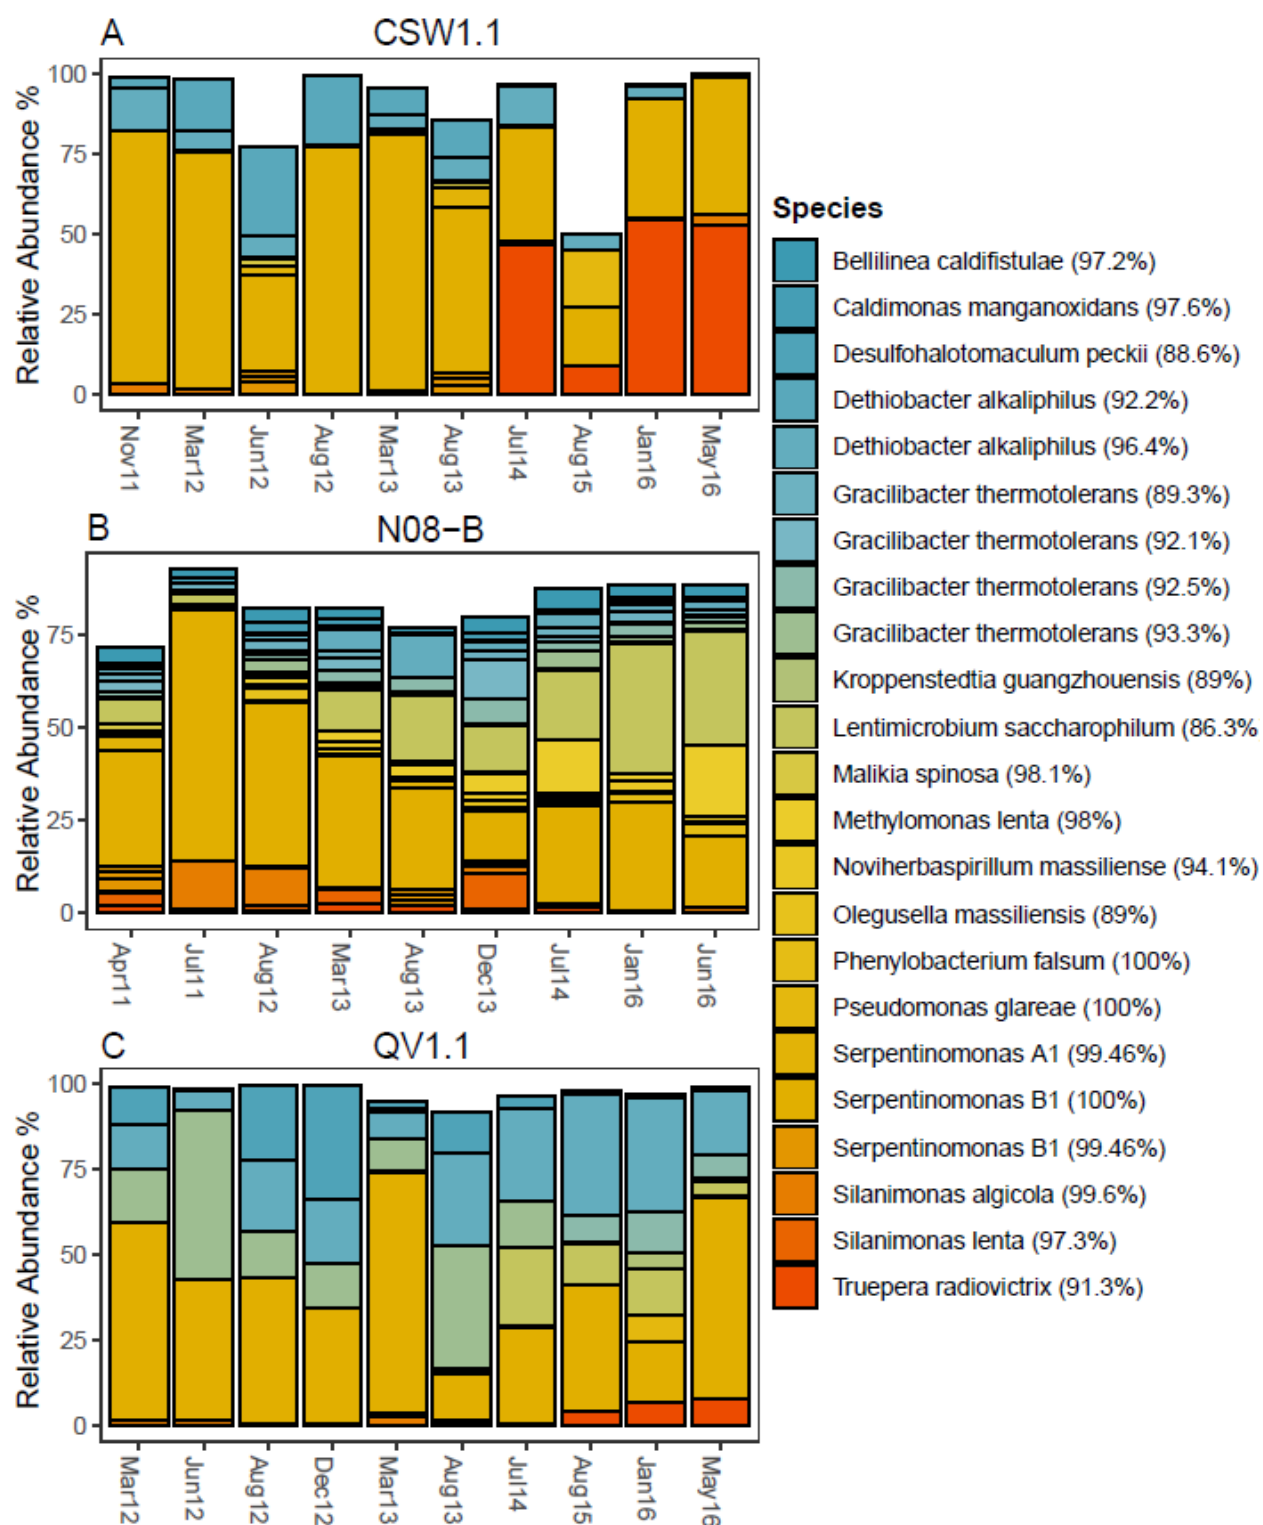 A CSW1.1
Relative Abundance %
100
75
50
25
0
Nov11 Mar12 Jun12 Aug12 Mar13 Aug13 Jul14 Aug15 Jan16 May16
B N08−B
Relative Abundance %
75
50
25
0
Apr11 Jul11 Aug12 Mar13 Aug13 Dec13 Jul14 Jan16 Jun16
C QV1.1
Relative Abundance %
100
75
50
25
0
Mar12 Jun12 Aug12 Dec12 Mar13 Aug13 Jul14 Aug15 Jan16 May16
Species
Bellilinea caldifistulae (97.2%)
Caldimonas manganoxidans (97.6%)
Desulfohalotomaculum peckii (88.6%)
Dethiobacter alkaliphilus (92.2%)
Dethiobacter alkaliphilus (96.4%)
Gracilibacter thermotolerans (89.3%)
Gracilibacter thermotolerans (92.1%)
Gracilibacter thermotolerans (92.5%)
Gracilibacter thermotolerans (93.3%)
Kroppenstedtia guangzhouensis (89%)
Lentimicrobium saccharophilum (86.3%
Malikia spinosa (98.1%)
Methylomonas lenta (98%)
Noviherbaspirillum massiliense (94.1%)
Olegusella massiliensis (89%)
Phenylobacterium falsum (100%)
Pseudomonas glareae (100%)
Serpentinomonas A1 (99.46%)
Serpentinomonas B1 (100%)
Serpentinomonas B1 (99.46%)
Silanimonas algicola (99.6%)
Silanimonas lenta (97.3%)
Truepera radiovictrix (91.3%)